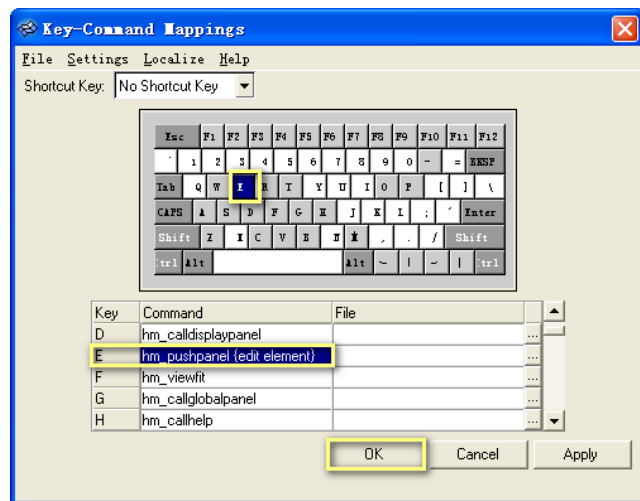 Key-Command Mappings
File Settings Localize Help
Shortcut Key: No Shortcut Key
Esc F1 F2 F3 F4 F5 F6 F7 F8 F9 F10 F11 F12
` 1 2 3 4 5 6 7 8 9 0 - = BKSP
Tab Q W E R T Y U I O P [ ] \
CAPS A S D F G H J K L ; ' Enter
Shift Z X C V B N M , . / Shift
Ctrl Alt Alt Ctrl
Key Command File
D hm_calldisplaypanel ...
E hm_pushpanel {edit element} ...
F hm_viewfit ...
G hm_callglobalpanel ...
H hm_callhelp ...
OK Cancel Apply